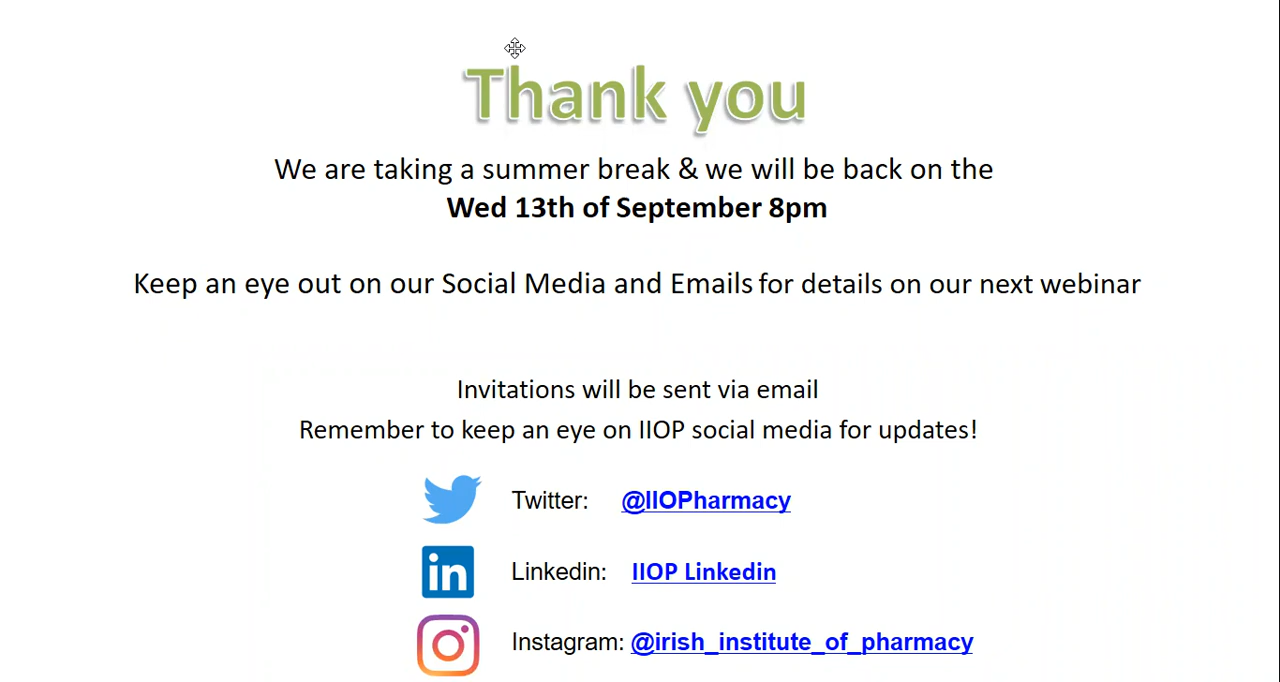 Thank you
We are taking a summer break & we will be back on the
Wed 13th of September 8pm
Keep an eye out on our Social Media and Emails for details on our next webinar
Invitations will be sent via email
Remember to keep an eye on IIOP social media for updates!
Twitter: @IIOPharmacy
in Linkedin: IIOP Linkedin
Instagram: @irish_institute_of_pharmacy